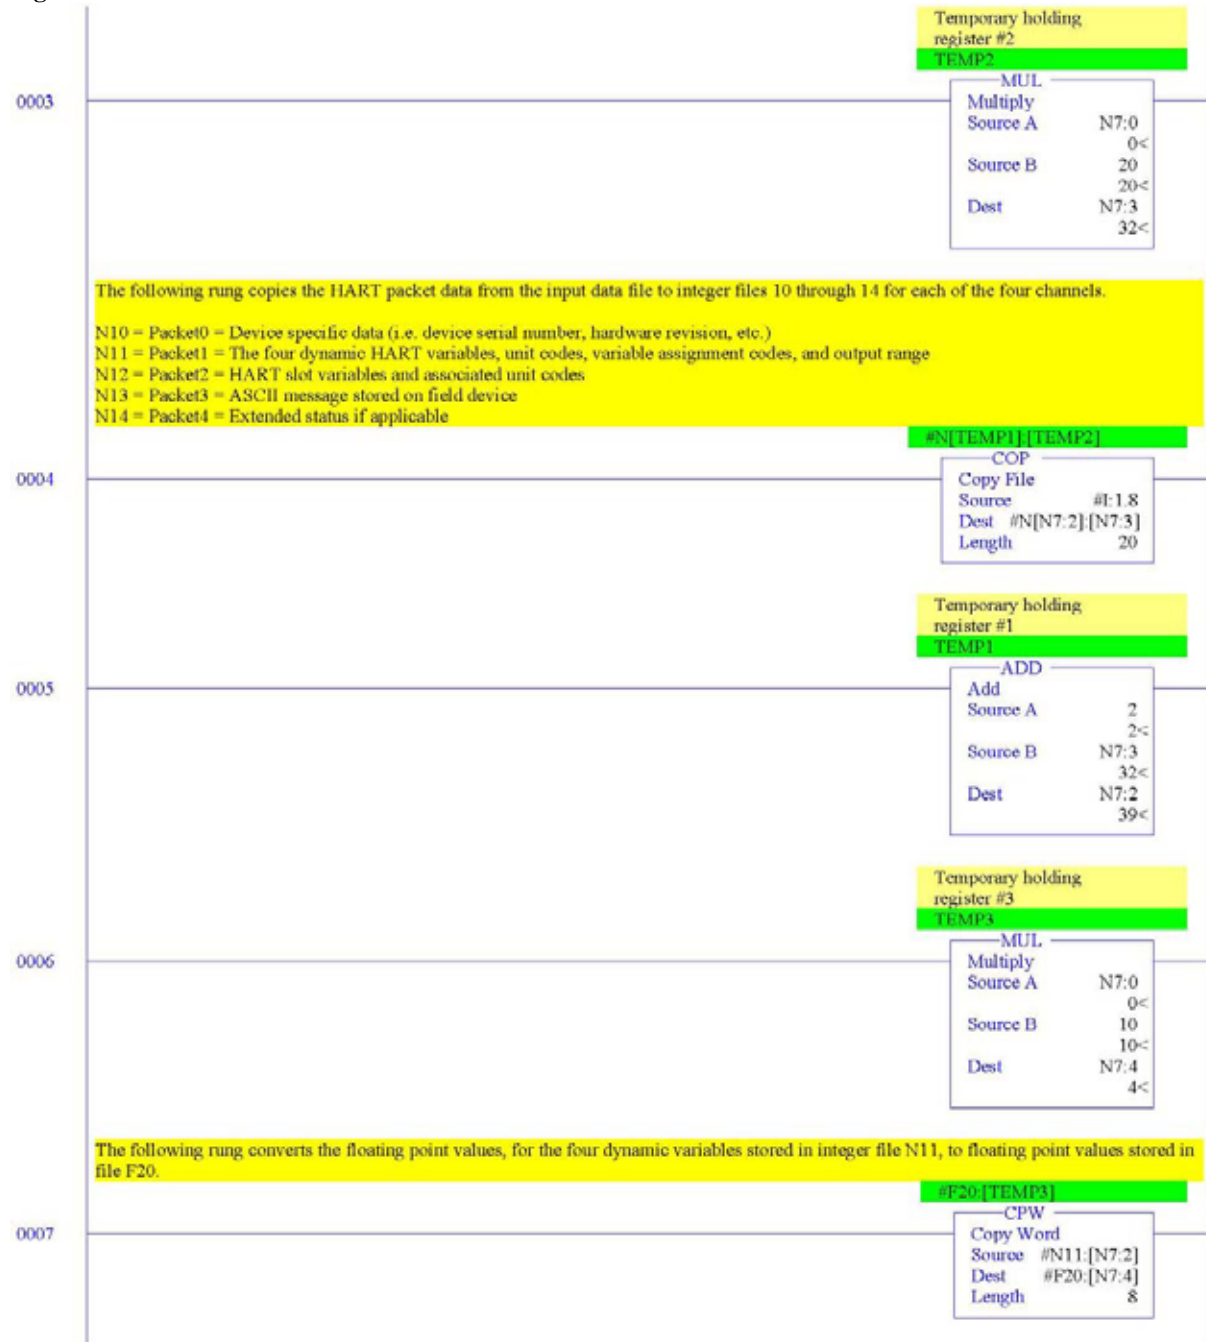 g
Temporary holding
register #2
TEMP2
MUL
0003
Multiply
Source A N7:0
0<
Source B 20
20<
Dest N7:3
32<
The following rung copies the HART packet data from the input data file to integer files 10 through 14 for each of the four channels.
N10 = Packet0 = Device specific data (i.e. device serial number, hardware revision, etc.)
N11 = Packet1 = The four dynamic HART variables, unit codes, variable assignment codes, and output range
N12 = Packet2 = HART slot variables and associated unit codes
N13 = Packet3 = ASCII message stored on field device
N14 = Packet4 = Extended status if applicable
#N[TEMP1]:[TEMP2]
COP
0004
Copy File
Source #I:1.8
Dest #N[N7:2]:[N7:3]
Length 20
Temporary holding
register #1
TEMP1
ADD
0005
Add
Source A 2
2<
Source B N7:3
32<
Dest N7:2
39<
Temporary holding
register #3
TEMP3
MUL
0006
Multiply
Source A N7:0
0<
Source B 10
10<
Dest N7:4
4<
The following rung converts the floating point values, for the four dynamic variables stored in integer file N11, to floating point values stored in
file F20.
#F20:[TEMP3]
CPW
0007
Copy Word
Source #N11:[N7:2]
Dest #F20:[N7:4]
Length 8